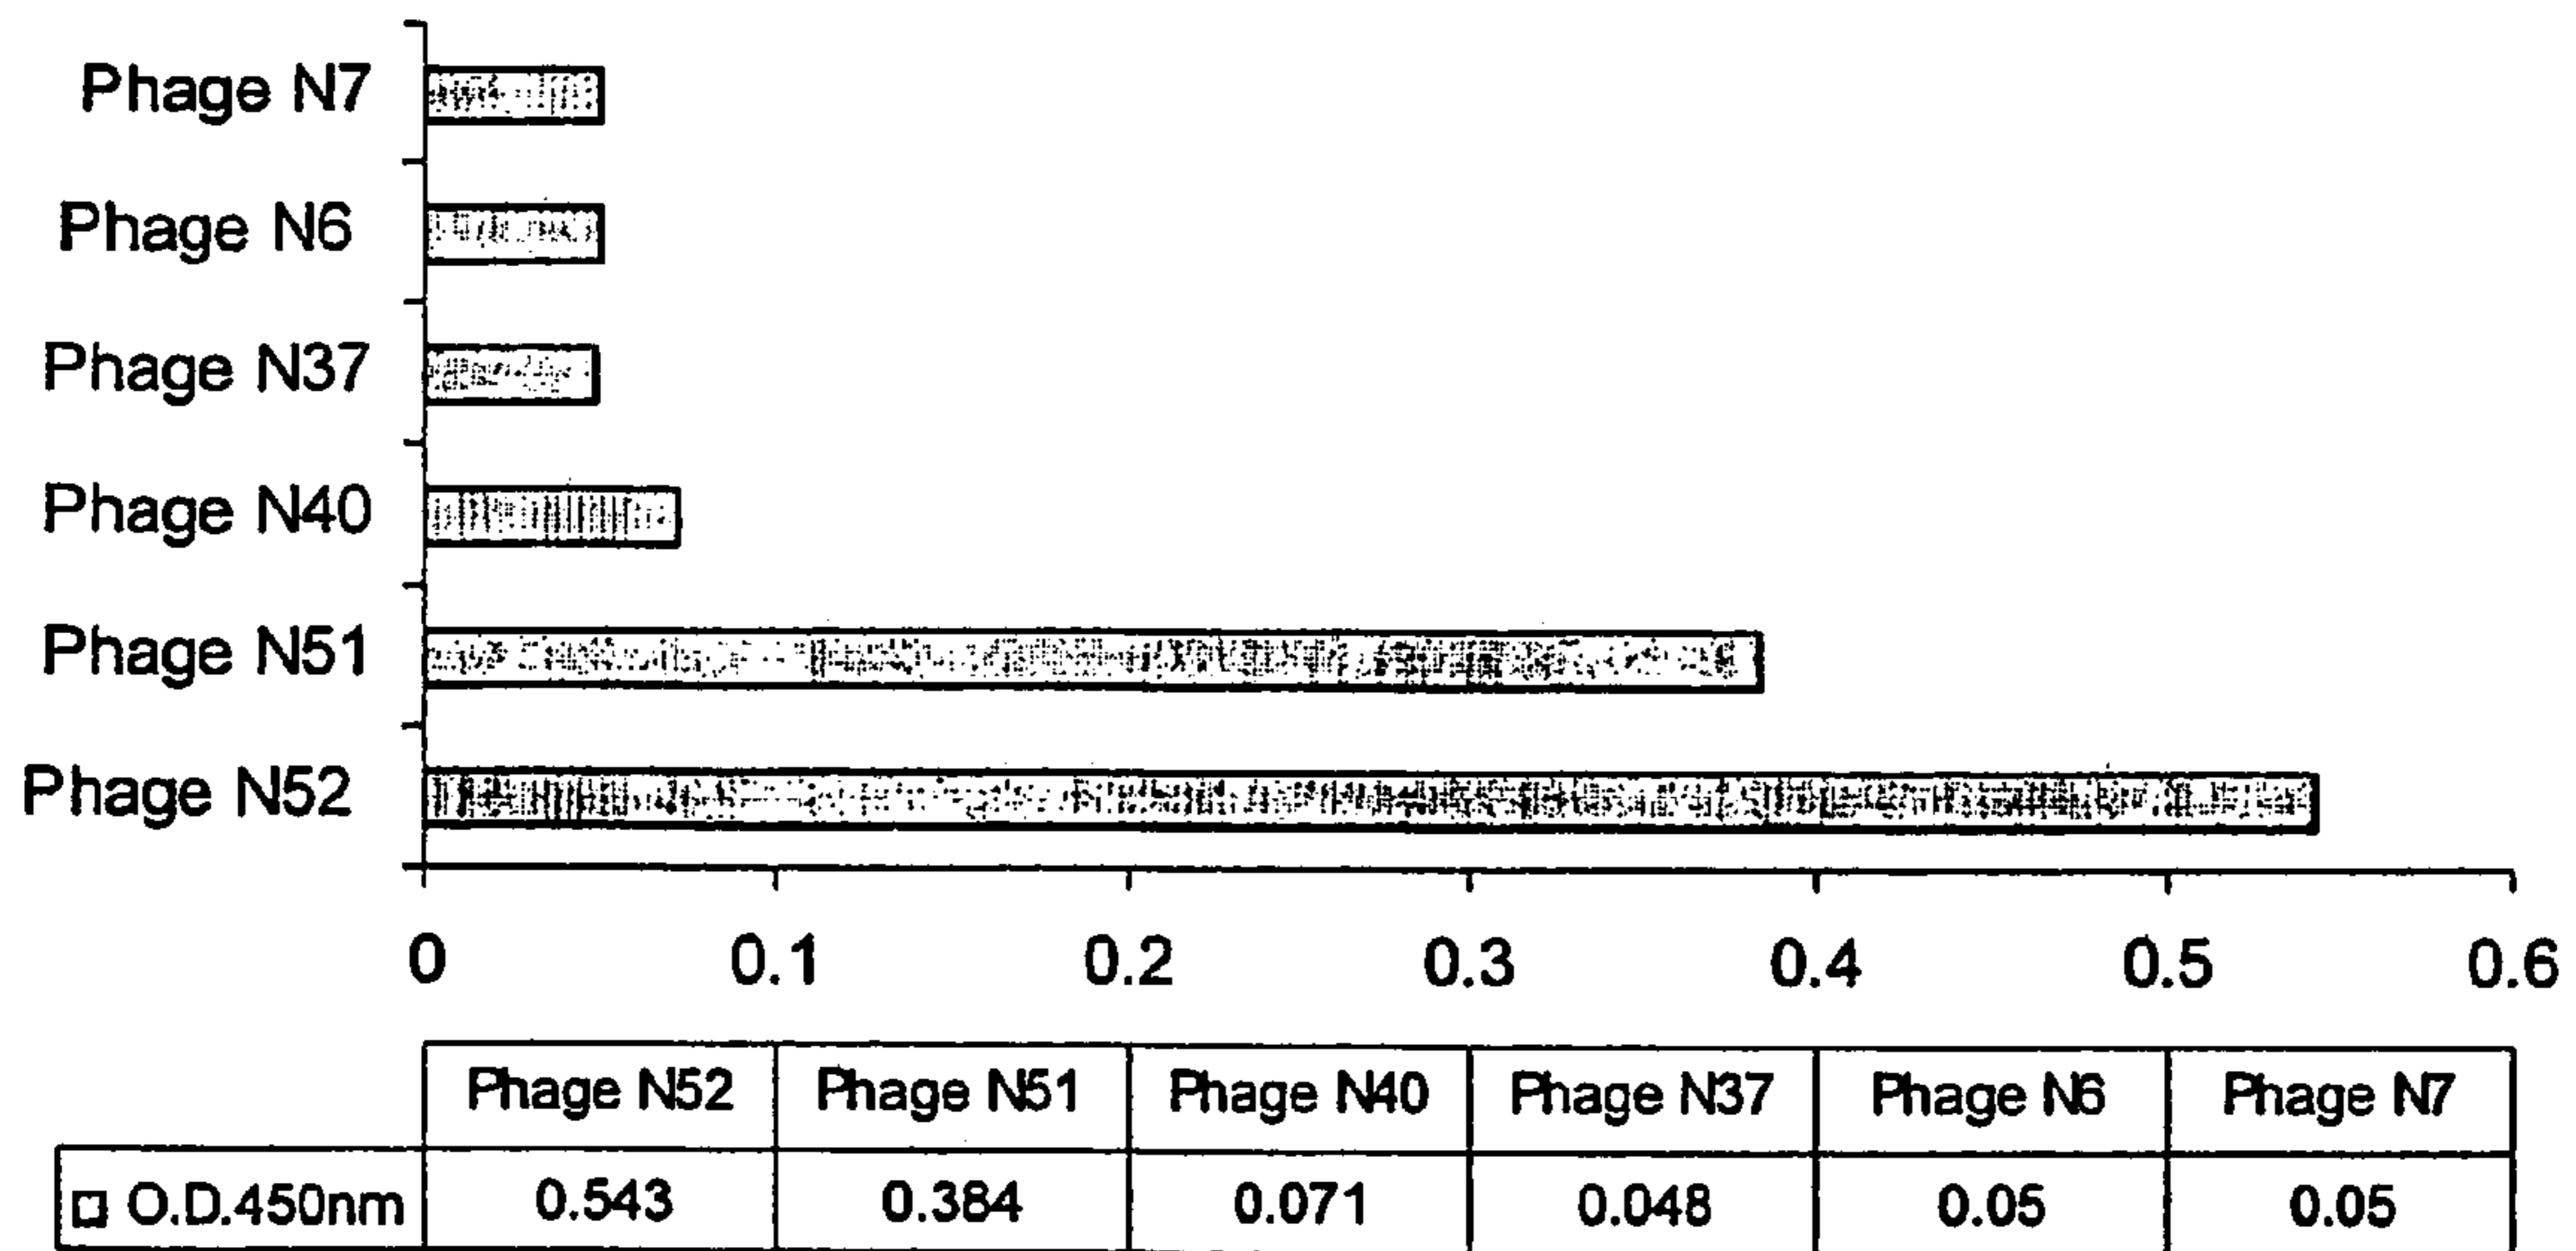 Phage N7
Phage N6
Phage N37
Phage N40
Phage N51
Phage N52
0 0.1 0.2 0.3 0.4 0.5 0.6
Phage N52 Phage N51 Phage N40 Phage N37 Phage N6 Phage N7
O.D.450nm 0.543 0.384 0.071 0.048 0.05 0.05